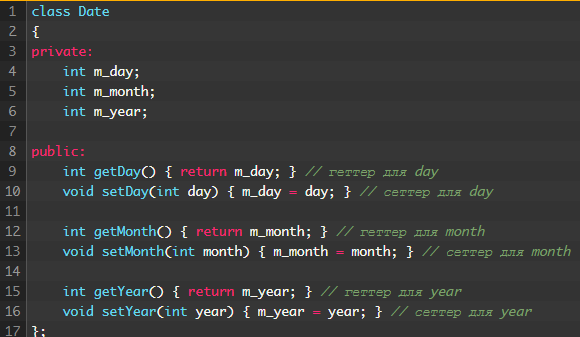 1 class Date
2 {
3 private:
4     int m_day;
5     int m_month;
6     int m_year;
7
8 public:
9     int getDay() { return m_day; } // геттер для day
10     void setDay(int day) { m_day = day; } // сеттер для day
11
12     int getMonth() { return m_month; } // геттер для month
13     void setMonth(int month) { m_month = month; } // сеттер для month
14
15     int getYear() { return m_year; } // геттер для year
16     void setYear(int year) { m_year = year; } // сеттер для year
17 };